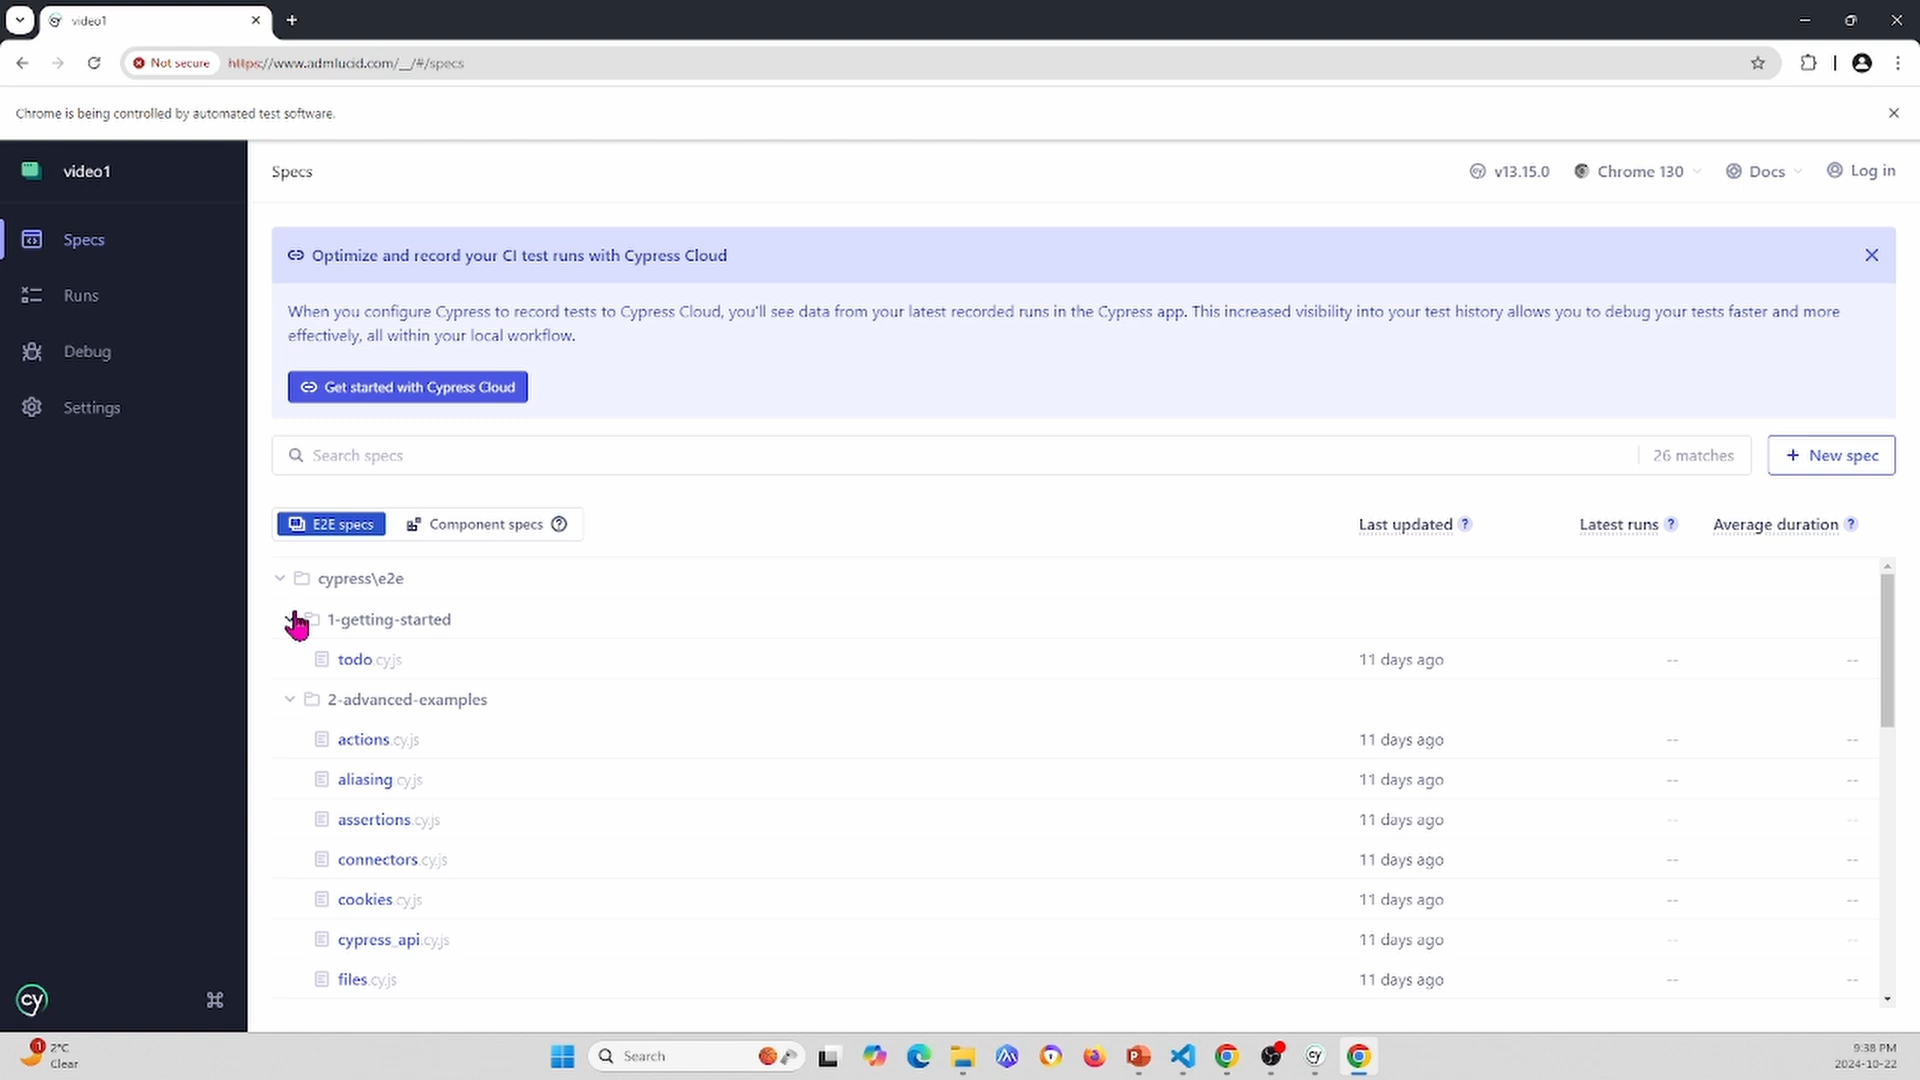 video1
Not secure
https://www.admlucid.com/__/#/specs
Chrome is being controlled by automated test software.
video1
Specs
Runs
Debug
Settings
cy
Specs
v13.15.0
Chrome 130
Docs
Log in
Optimize and record your CI test runs with Cypress Cloud
When you configure Cypress to record tests to Cypress Cloud, you'll see data from your latest recorded runs in the Cypress app. This increased visibility into your test history allows you to debug your tests faster and more
effectively, all within your local workflow.
Get started with Cypress Cloud
Search specs
26 matches
+ New spec
E2E specs
Component specs ?
Last updated ?
Latest runs ?
Average duration ?
cypress\e2e
1-getting-started
todo.cy.js 11 days ago -- --
2-advanced-examples
actions.cy.js 11 days ago -- --
aliasing.cy.js 11 days ago -- --
assertions.cy.js 11 days ago -- --
connectors.cy.js 11 days ago -- --
cookies.cy.js 11 days ago -- --
cypress_api.cy.js 11 days ago -- --
files.cy.js 11 days ago -- --
1
2°C
Clear
Search
cy
9:38 PM
2024-10-22